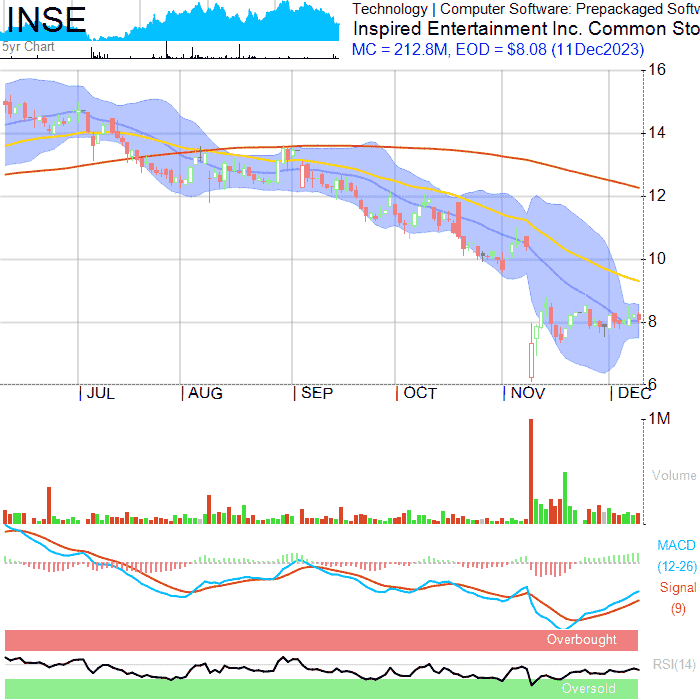 INSE
5yr Chart
Technology | Computer Software: Prepackaged Softw
Inspired Entertainment Inc. Common Sto
MC = 212.8M, EOD = $8.08 (11Dec2023)
16
14
12
10
8
6
JUL AUG SEP OCT NOV DEC
1M
Volume
MACD
(12-26)
Signal
(9)
Overbought
RSI(14)
Oversold